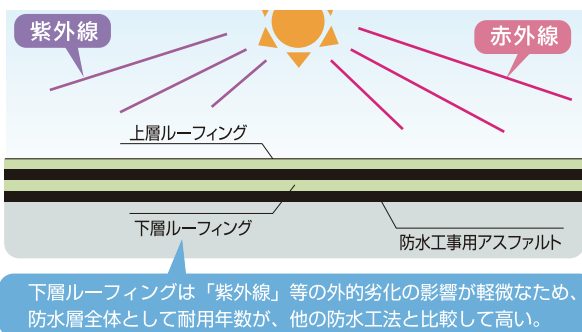 紫外線
赤外線
上層ルーフィング
下層ルーフィング
防水工事用アスファルト
下層ルーフィングは「紫外線」等の外的劣化の影響が軽微なため、
防水層全体として耐用年数が、他の防水工法と比較して高い。